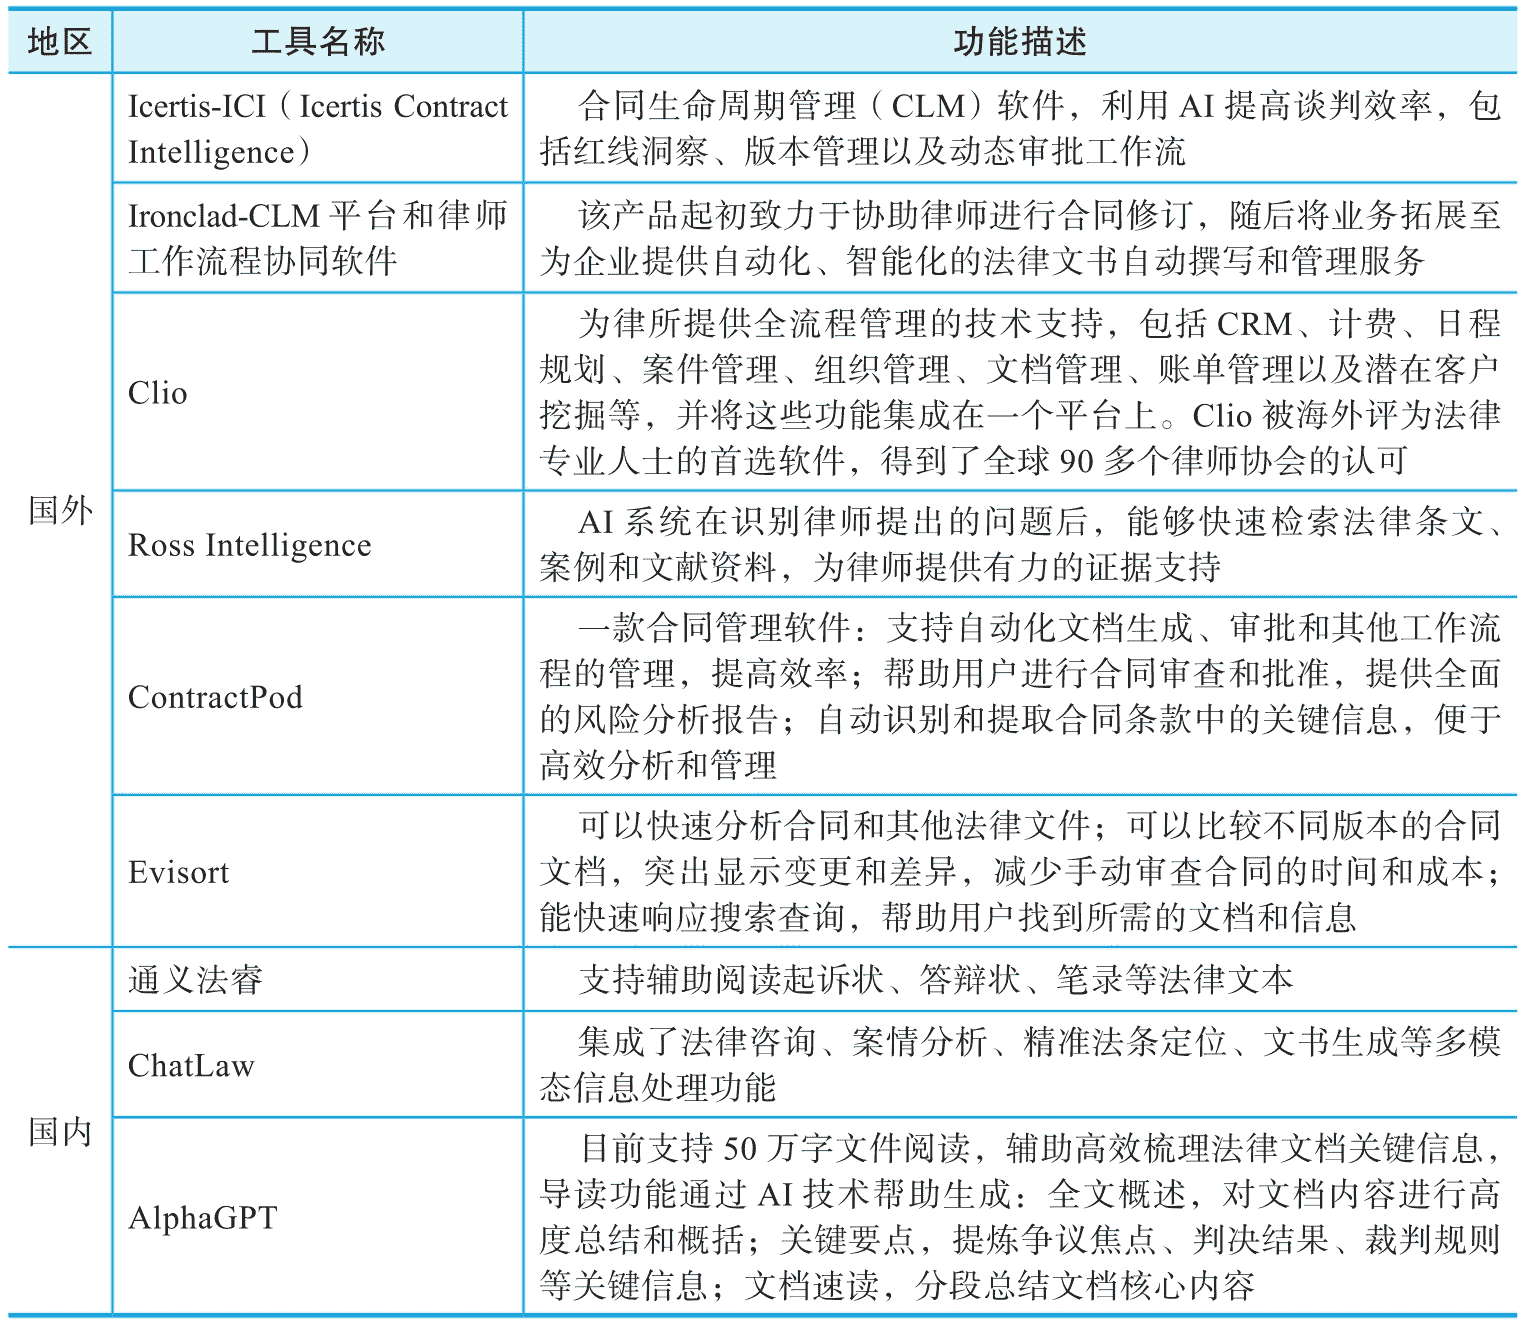 地区 工具名称 功能描述
国外
Icertis-ICI（Icertis Contract
Intelligence）
合同生命周期管理（CLM）软件，利用 AI 提高谈判效率，包
括红线洞察、版本管理以及动态审批工作流
Ironclad-CLM 平台和律师
工作流程协同软件
该产品起初致力于协助律师进行合同修订，随后将业务拓展至
为企业提供自动化、智能化的法律文书自动撰写和管理服务
Clio
为律所提供全流程管理的技术支持，包括 CRM、计费、日程
规划、案件管理、组织管理、文档管理、账单管理以及潜在客户
挖掘等，并将这些功能集成在一个平台上。Clio 被海外评为法律
专业人士的首选软件，得到了全球 90 多个律师协会的认可
Ross Intelligence
AI 系统在识别律师提出的问题后，能够快速检索法律条文、
案例和文献资料，为律师提供有力的证据支持
ContractPod
一款合同管理软件：支持自动化文档生成、审批和其他工作流
程的管理，提高效率；帮助用户进行合同审查和批准，提供全面
的风险分析报告；自动识别和提取合同条款中的关键信息，便于
高效分析和管理
Evisort
可以快速分析合同和其他法律文件；可以比较不同版本的合同
文档，突出显示变更和差异，减少手动审查合同的时间和成本；
能快速响应搜索查询，帮助用户找到所需的文档和信息
国内
通义法睿
支持辅助阅读起诉状、答辩状、笔录等法律文本
ChatLaw
集成了法律咨询、案情分析、精准法条定位、文书生成等多模
态信息处理功能
AlphaGPT
目前支持 50 万字文件阅读，辅助高效梳理法律文档关键信息，
导读功能通过 AI 技术帮助生成：全文概述，对文档内容进行高
度总结和概括；关键要点，提炼争议焦点、判决结果、裁判规则
等关键信息；文档速读，分段总结文档核心内容